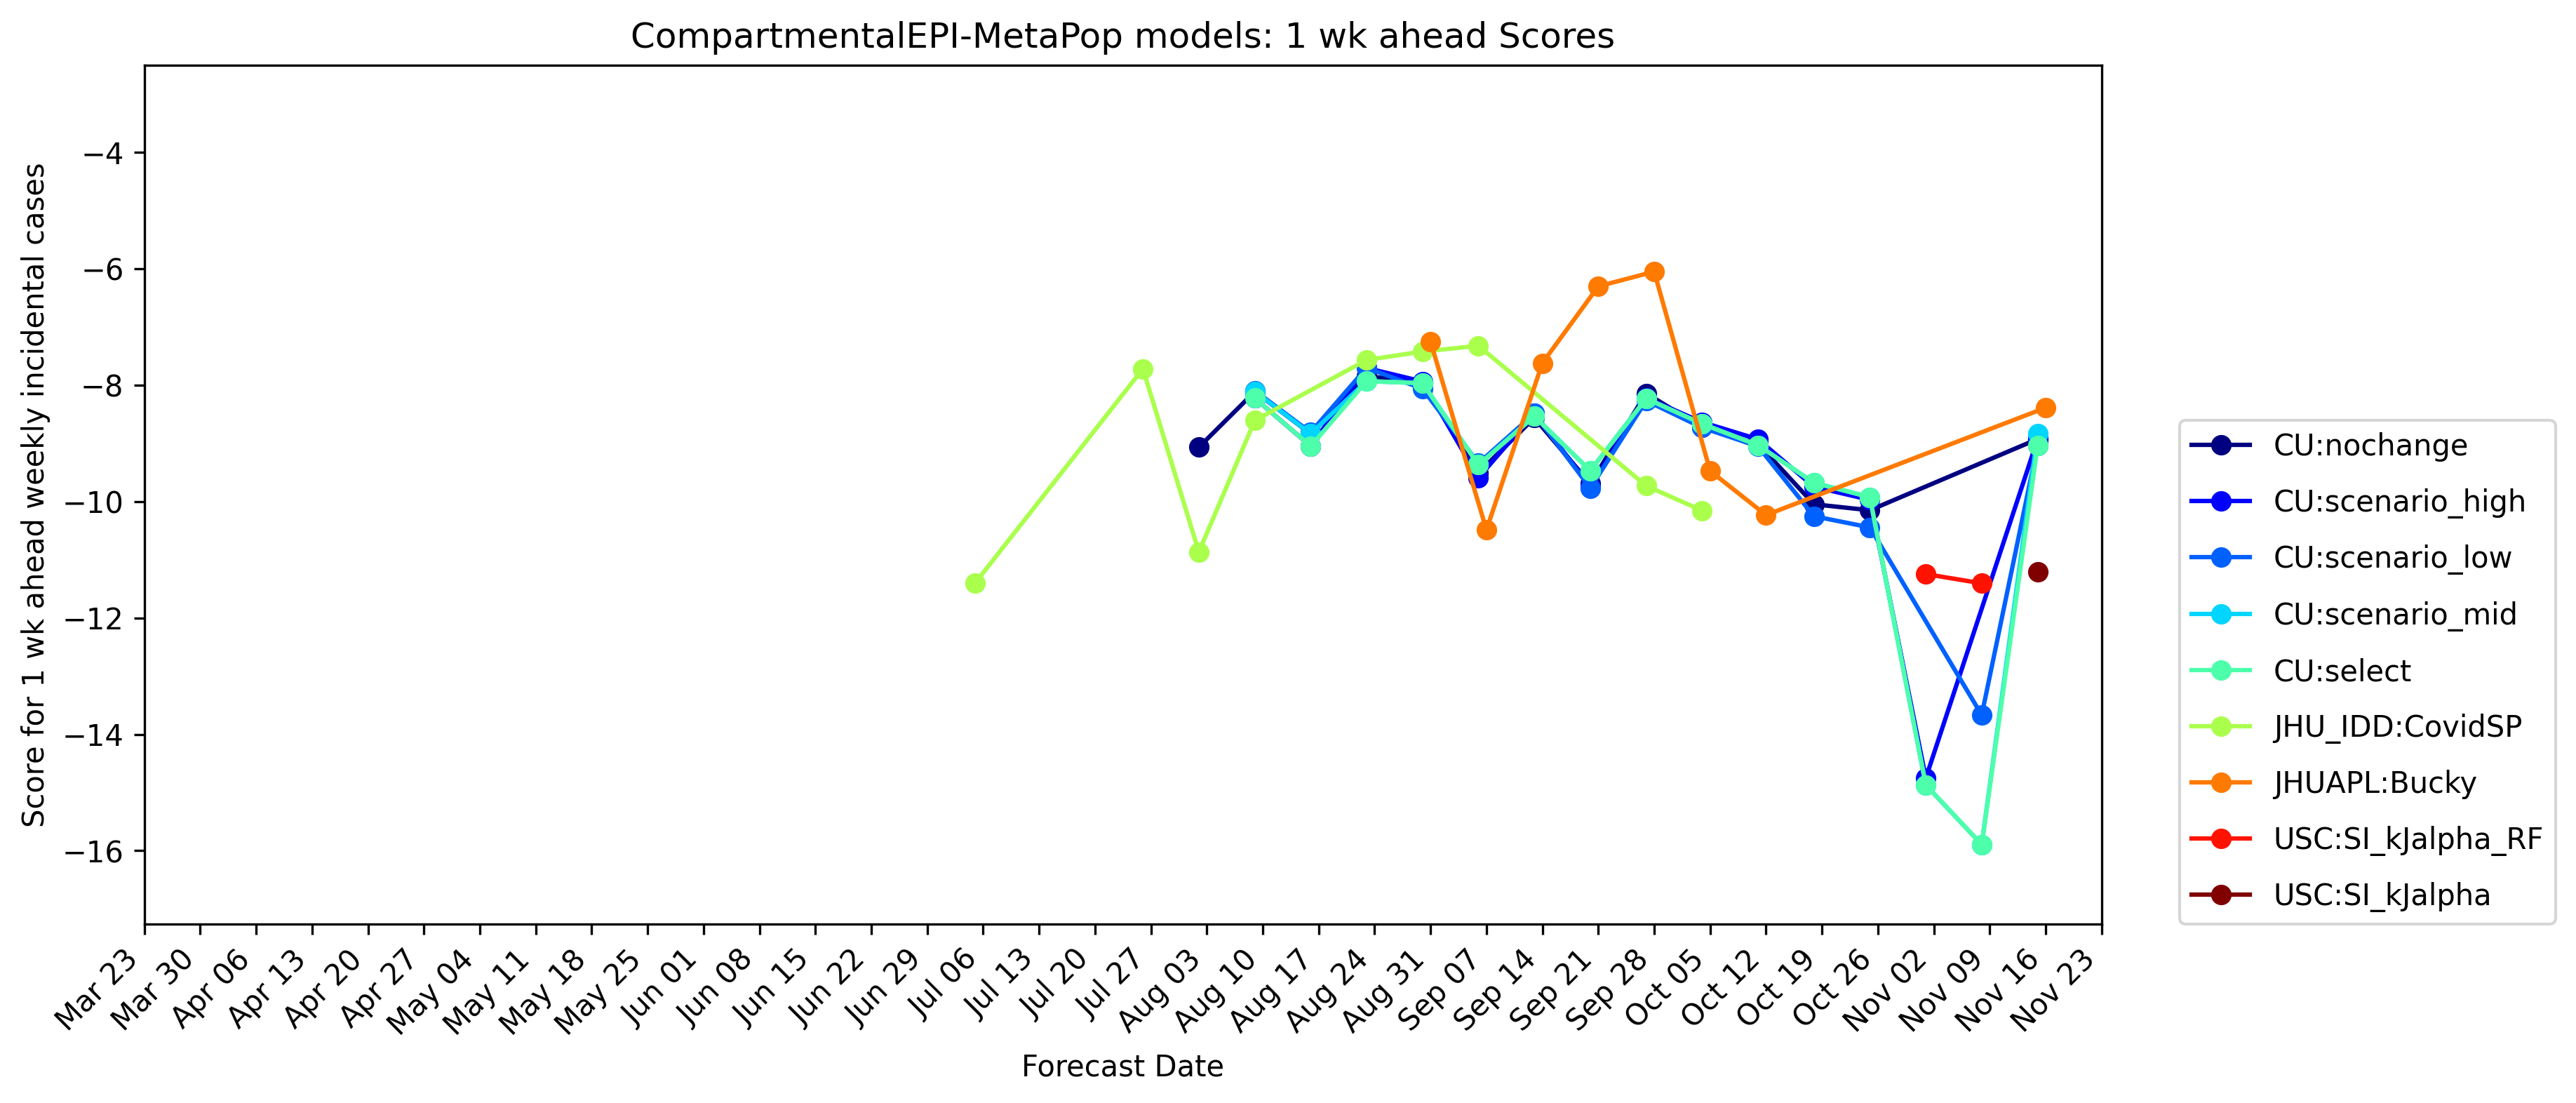 CompartmentalEPI-MetaPop models: 1 wk ahead Scores
Score for 1 wk ahead weekly incidental cases
−4
−6
−8
−10
−12
−14
−16
Mar 23
Mar 30
Apr 06
Apr 13
Apr 20
Apr 27
May 04
May 11
May 18
May 25
Jun 01
Jun 08
Jun 15
Jun 22
Jun 29
Jul 06
Jul 13
Jul 20
Jul 27
Aug 03
Aug 10
Aug 17
Aug 24
Aug 31
Sep 07
Sep 14
Sep 21
Sep 28
Oct 05
Oct 12
Oct 19
Oct 26
Nov 02
Nov 09
Nov 16
Nov 23
Forecast Date
CU:nochange
CU:scenario_high
CU:scenario_low
CU:scenario_mid
CU:select
JHU_IDD:CovidSP
JHUAPL:Bucky
USC:SI_kJalpha_RF
USC:SI_kJalpha